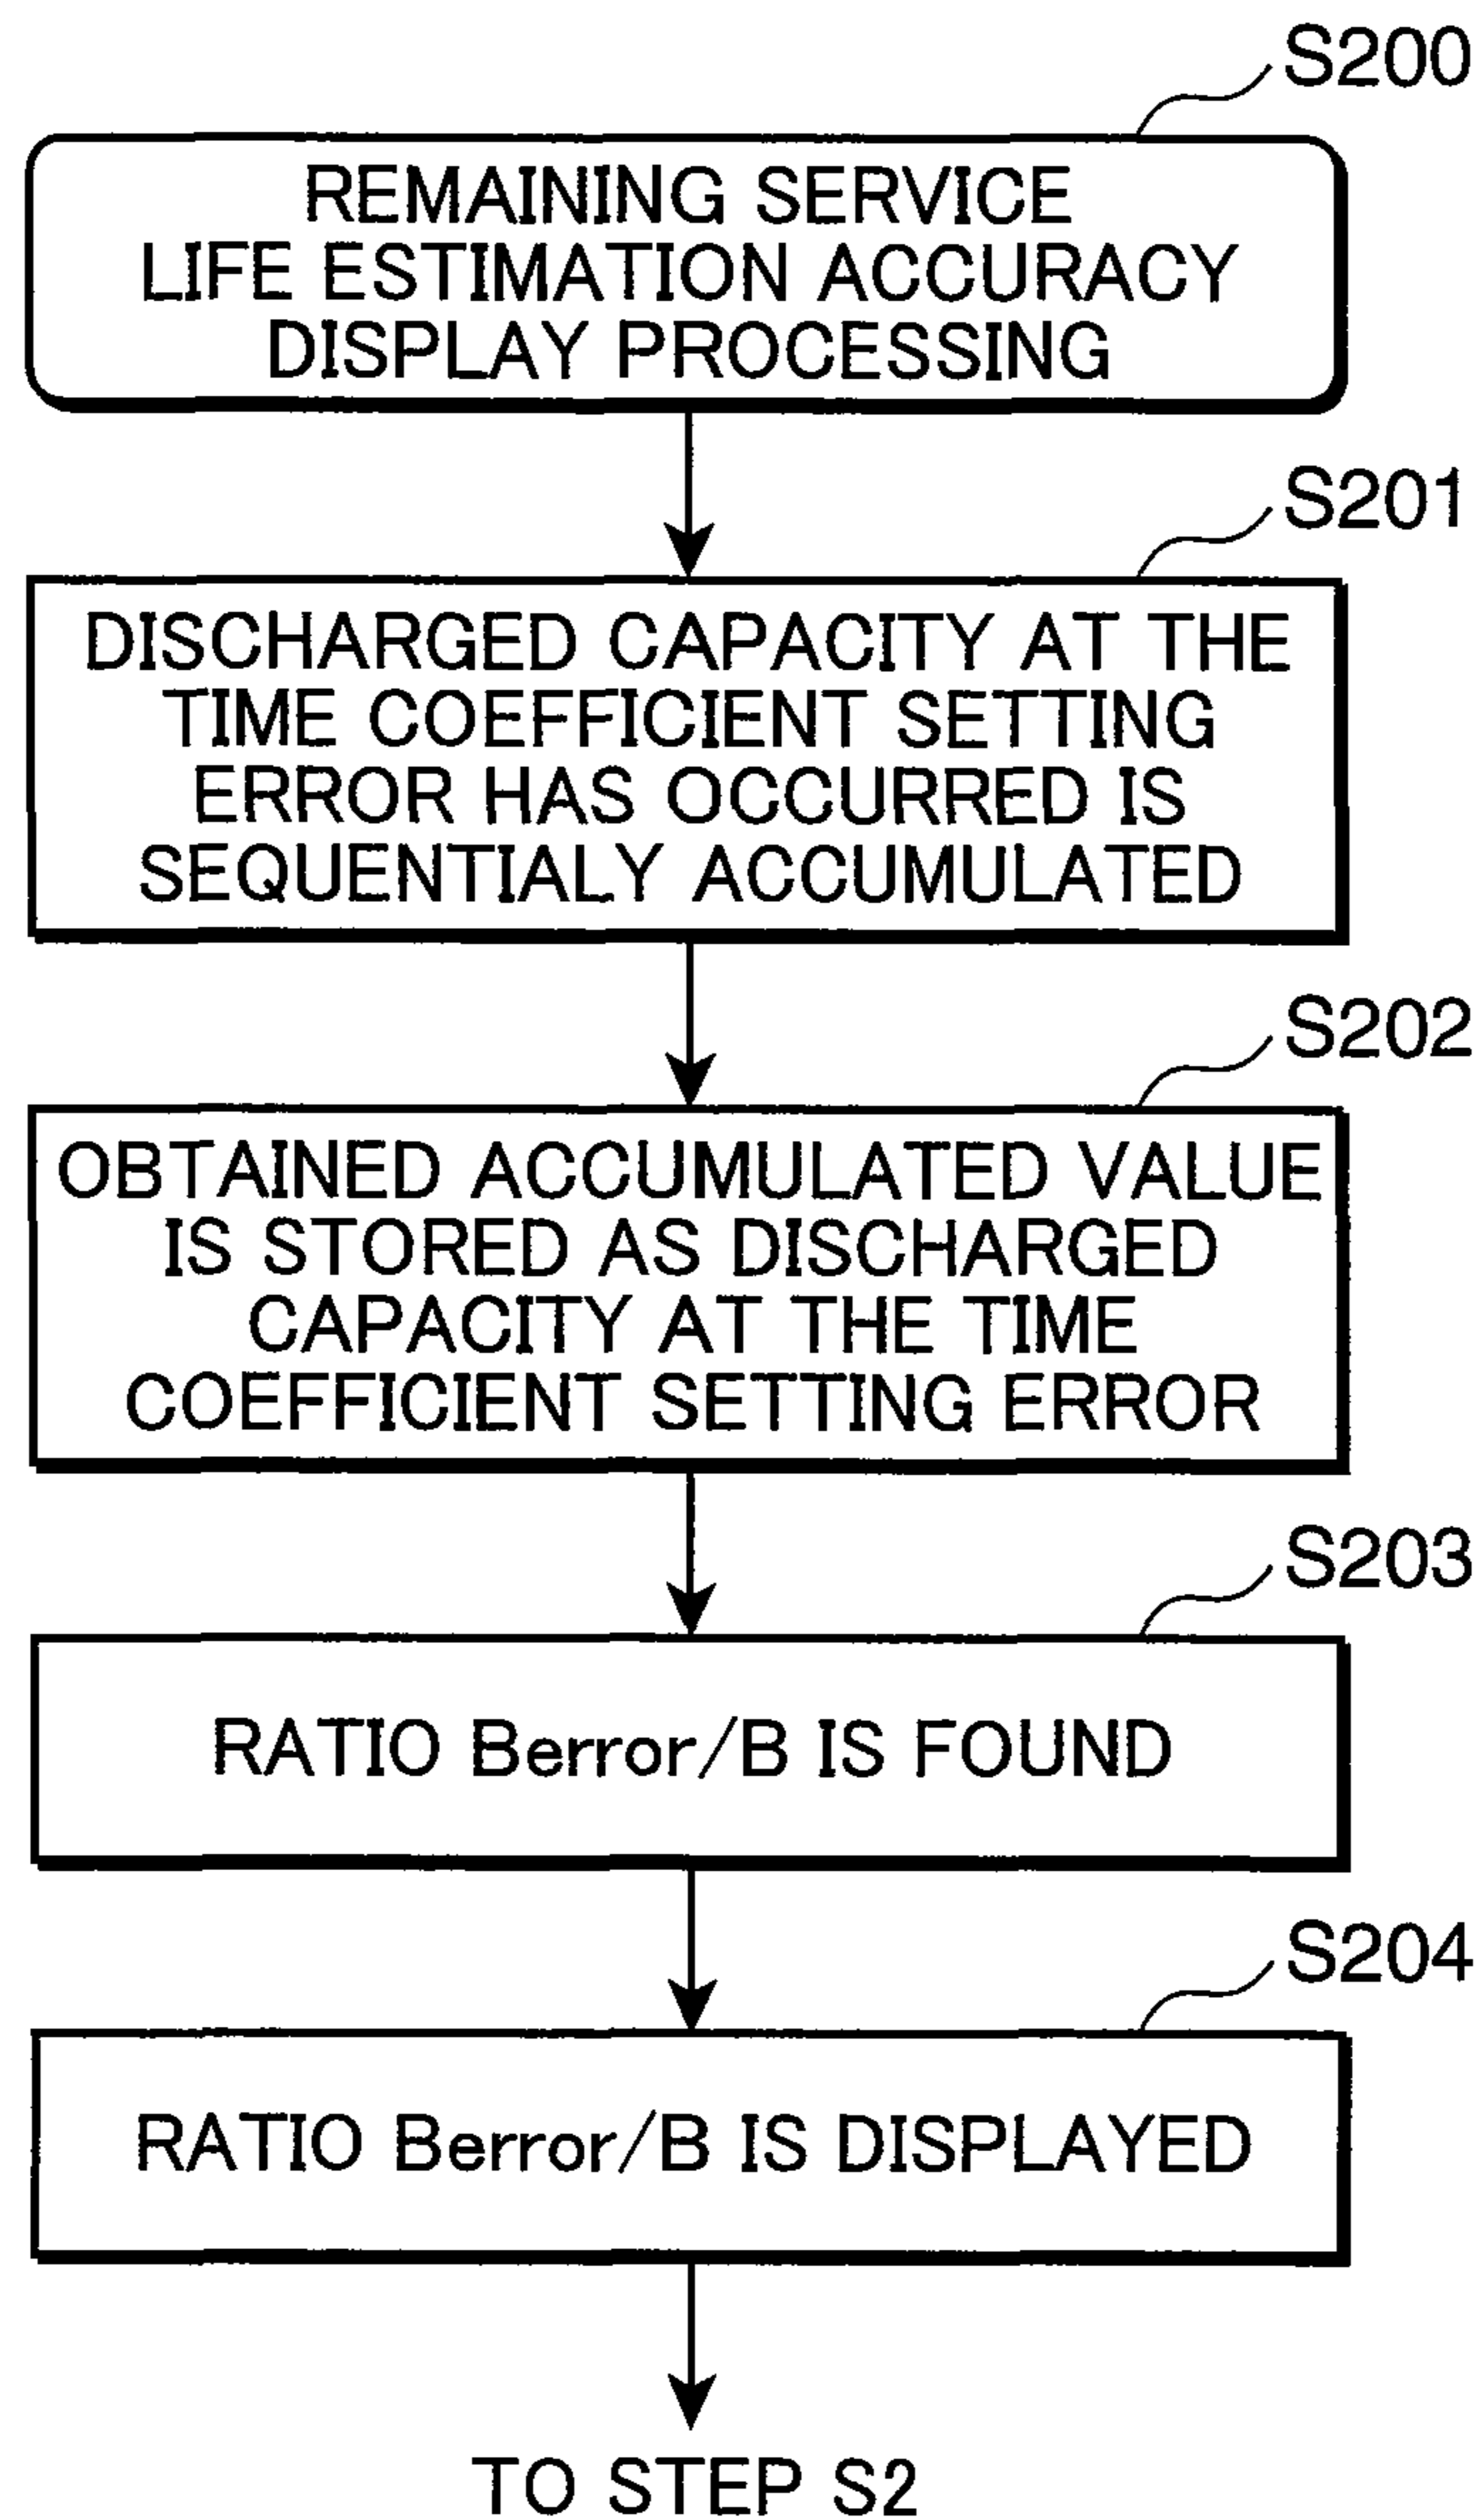 S200
REMAINING SERVICE
LIFE ESTIMATION ACCURACY
DISPLAY PROCESSING
S201
DISCHARGED CAPACITY AT THE
TIME COEFFICIENT SETTING
ERROR HAS OCCURRED IS
SEQUENTIALY ACCUMULATED
S202
OBTAINED ACCUMULATED VALUE
IS STORED AS DISCHARGED
CAPACITY AT THE TIME
COEFFICIENT SETTING ERROR
S203
RATIO Berror/B IS FOUND
S204
RATIO Berror/B IS DISPLAYED
TO STEP S2